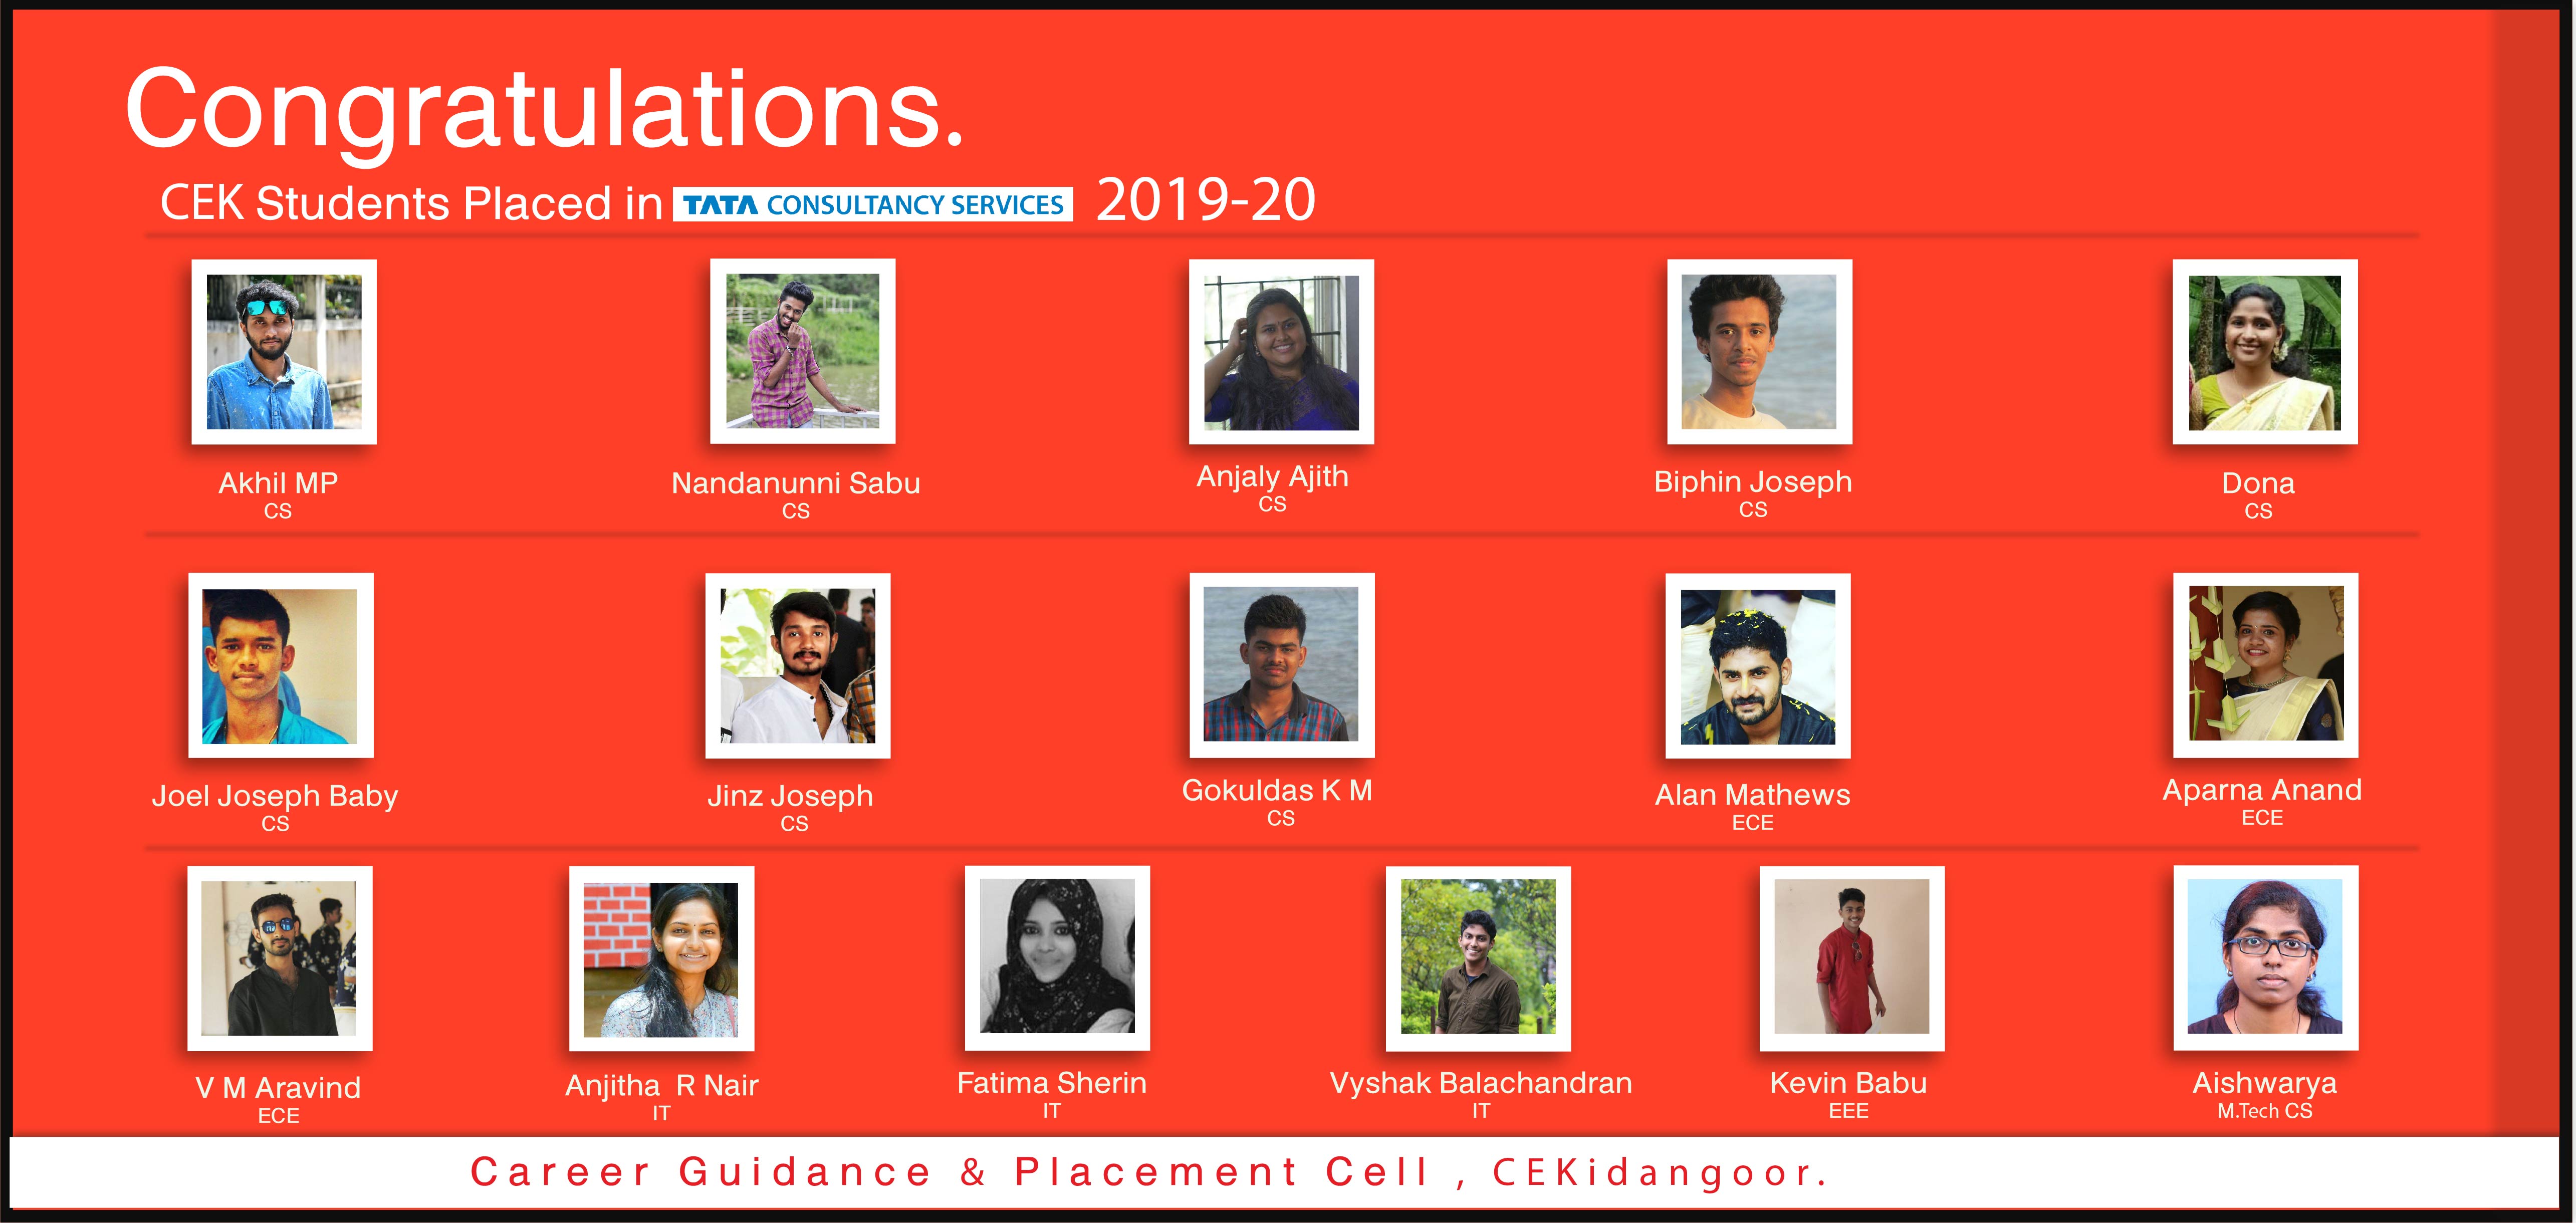 Congratulations.
CEK Students Placed in TATA CONSULTANCY SERVICES 2019-20
Akhil MP
CS
Nandanunni Sabu
CS
Anjaly Ajith
CS
Biphin Joseph
CS
Dona
CS
Joel Joseph Baby
CS
Jinz Joseph
CS
Gokuldas K M
CS
Alan Mathews
ECE
Aparna Anand
ECE
V M Aravind
ECE
Anjitha R Nair
IT
Fatima Sherin
IT
Vyshak Balachandran
IT
Kevin Babu
EEE
Aishwarya
M.Tech CS
Career Guidance & Placement Cell , CEKidangoor.